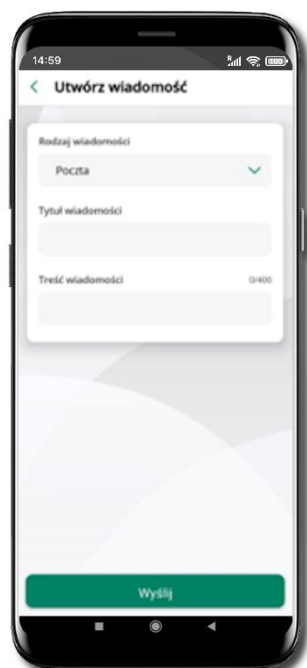 14:59
Utwórz wiadomość
Rodzaj wiadomości
Poczta
Tytuł wiadomości
Treść wiadomości 0/400
Wyślij